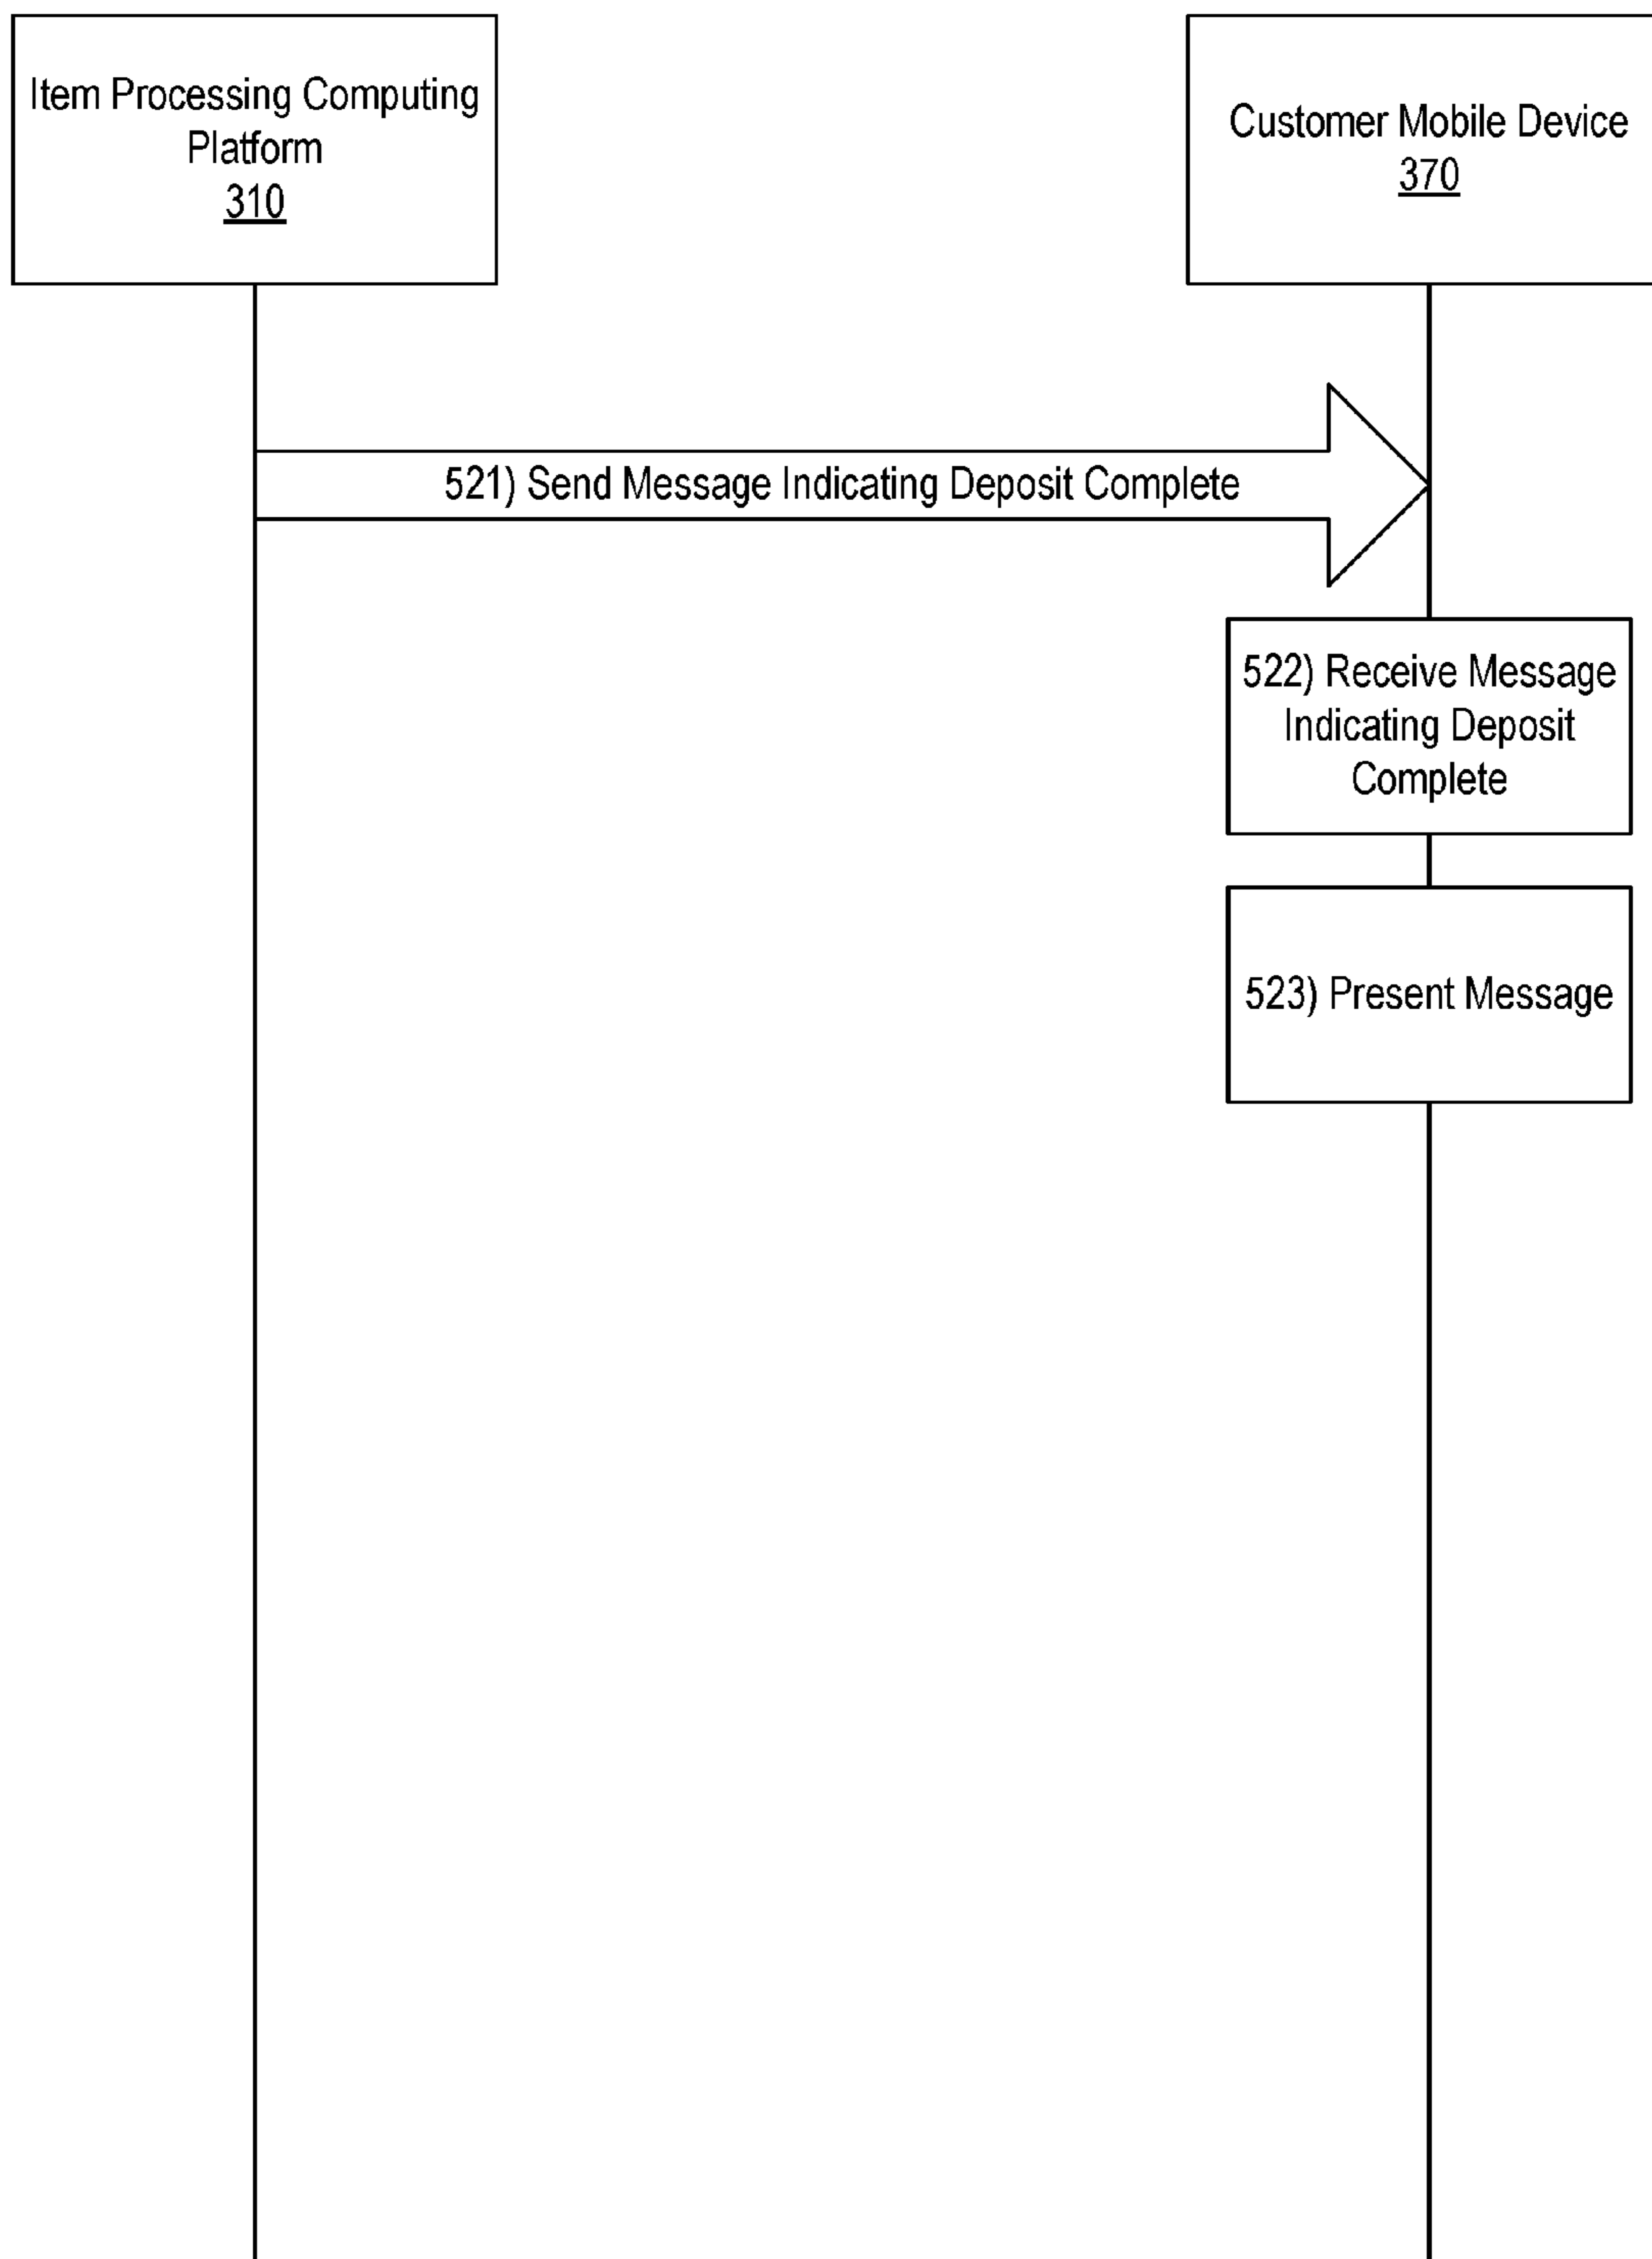 Item Processing Computing
Platform
310
Customer Mobile Device
370
521) Send Message Indicating Deposit Complete
522) Receive Message
Indicating Deposit
Complete
523) Present Message